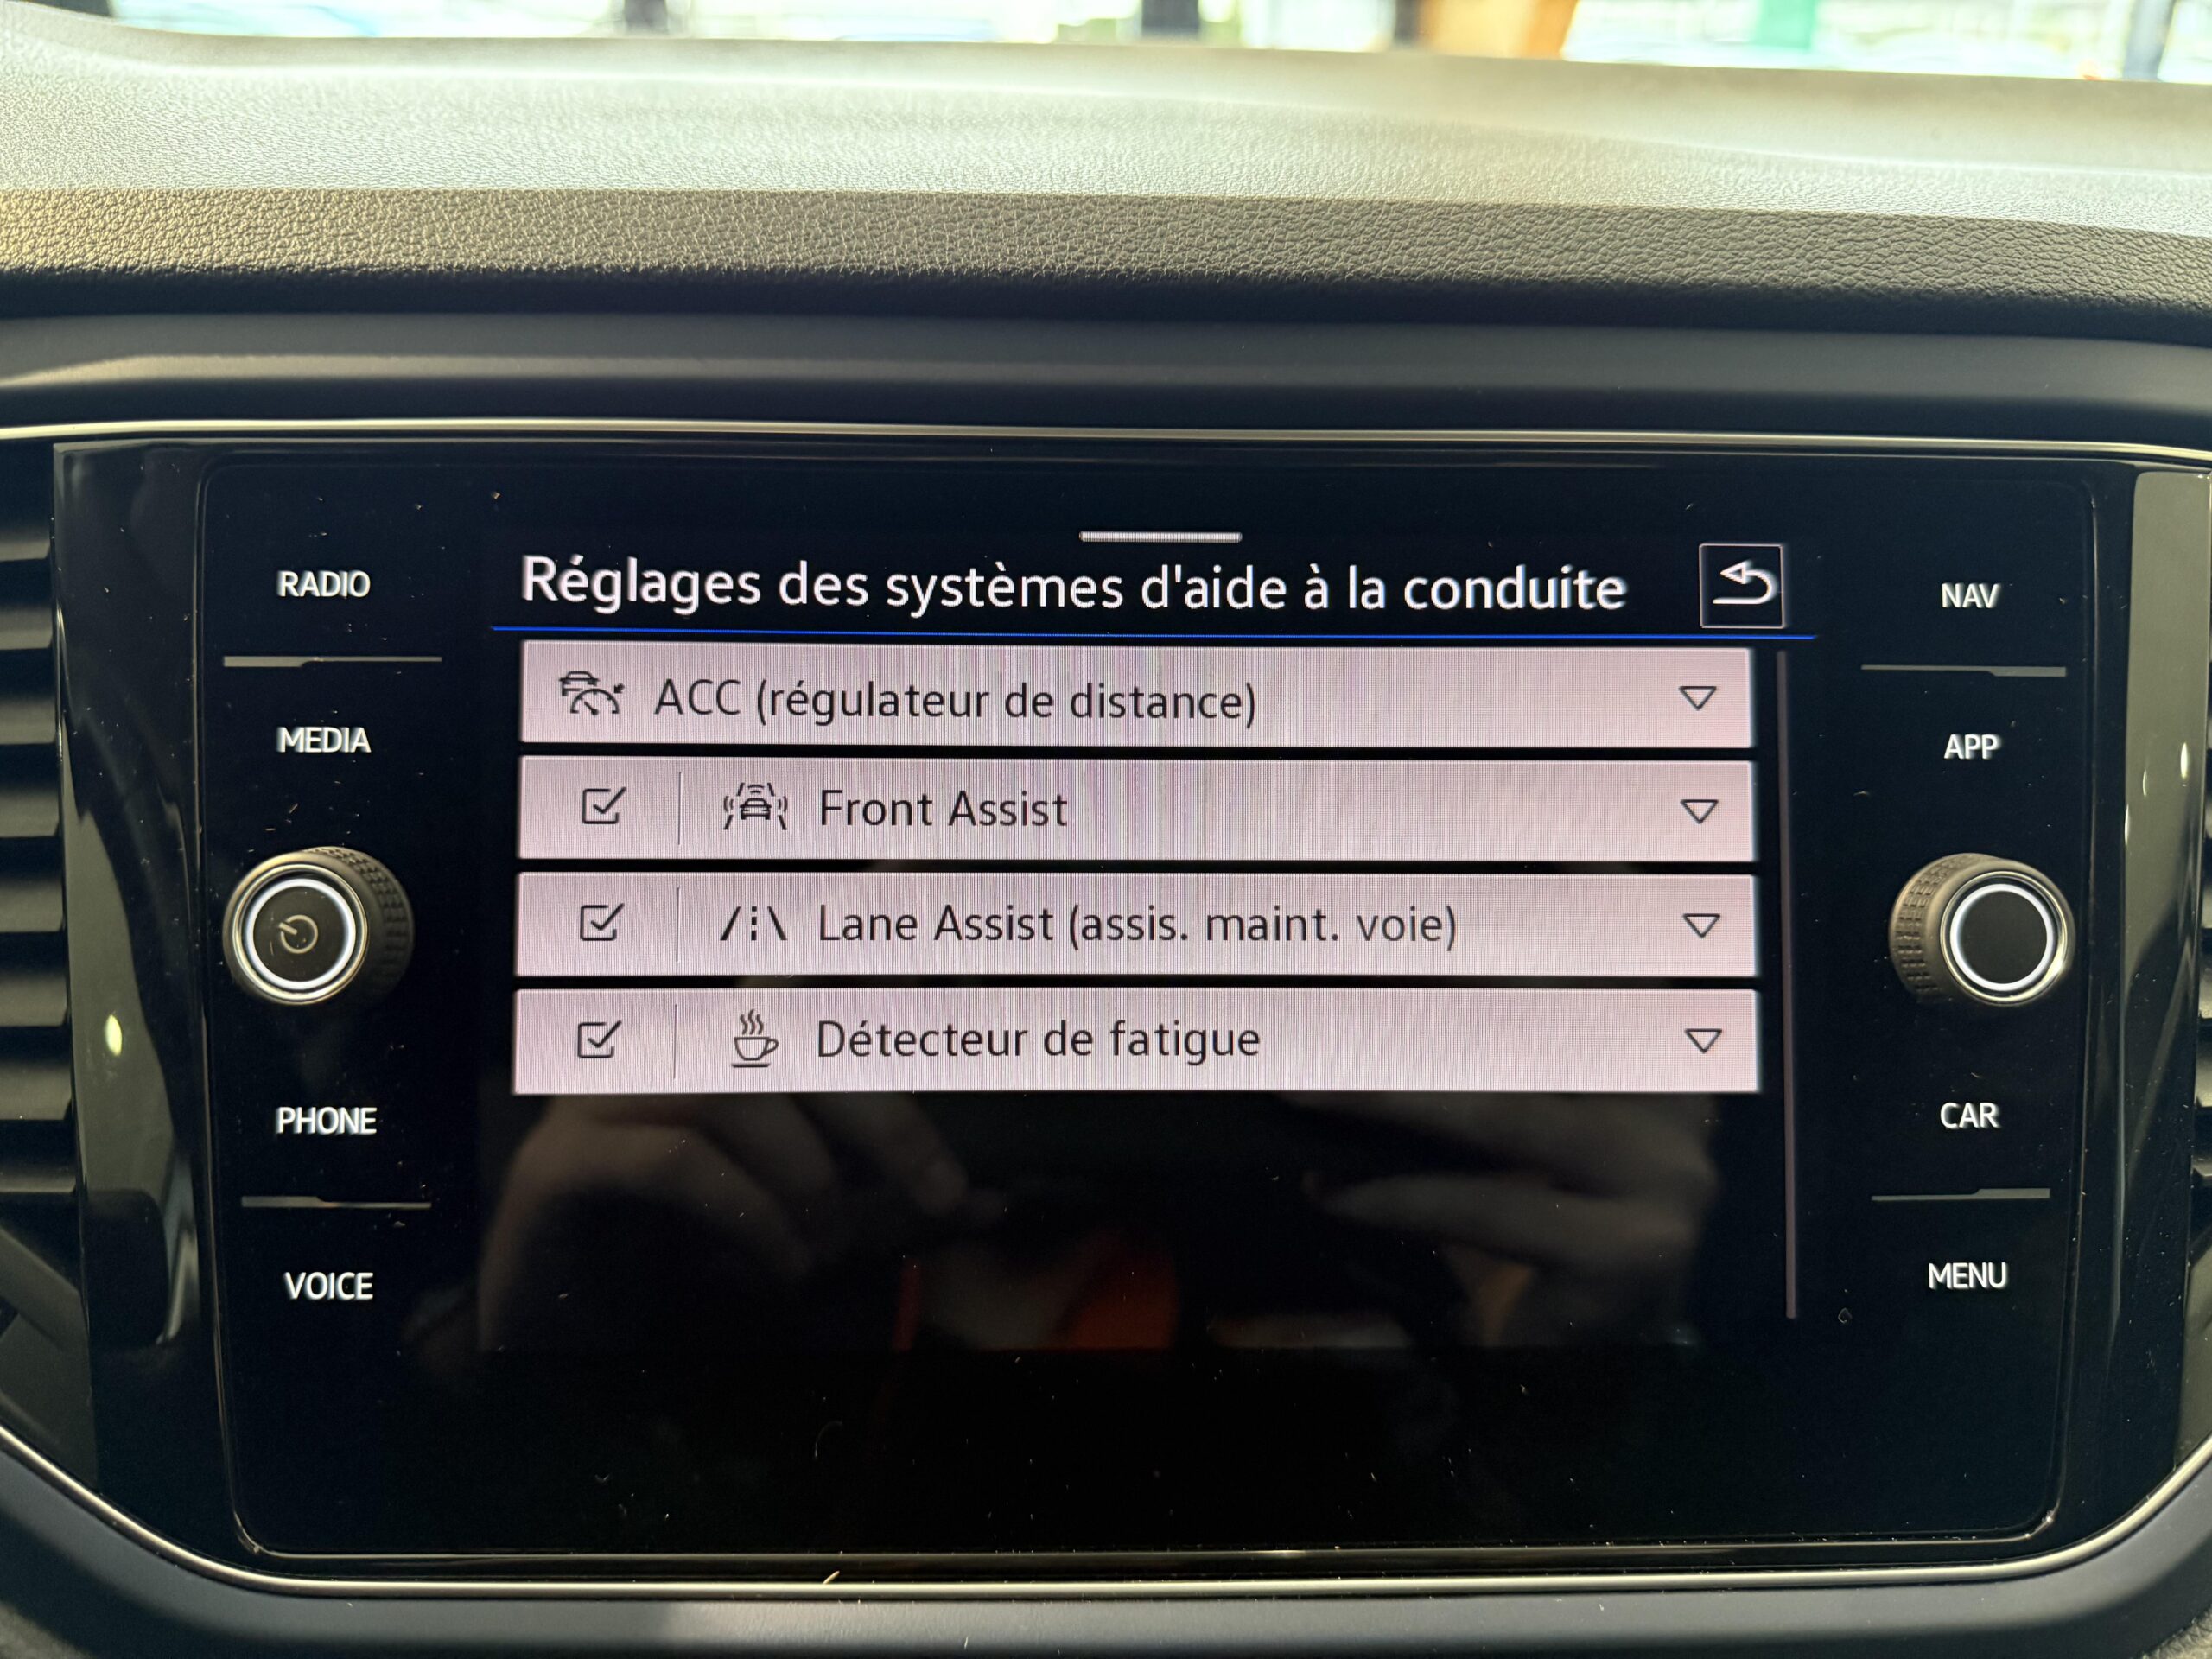 Réglages des systèmes d'aide à la conduite
RADIO
MEDIA
PHONE
VOICE
ACC (régulateur de distance)
Front Assist
Lane Assist (assis. maint. voie)
Détecteur de fatigue
NAV
APP
CAR
MENU